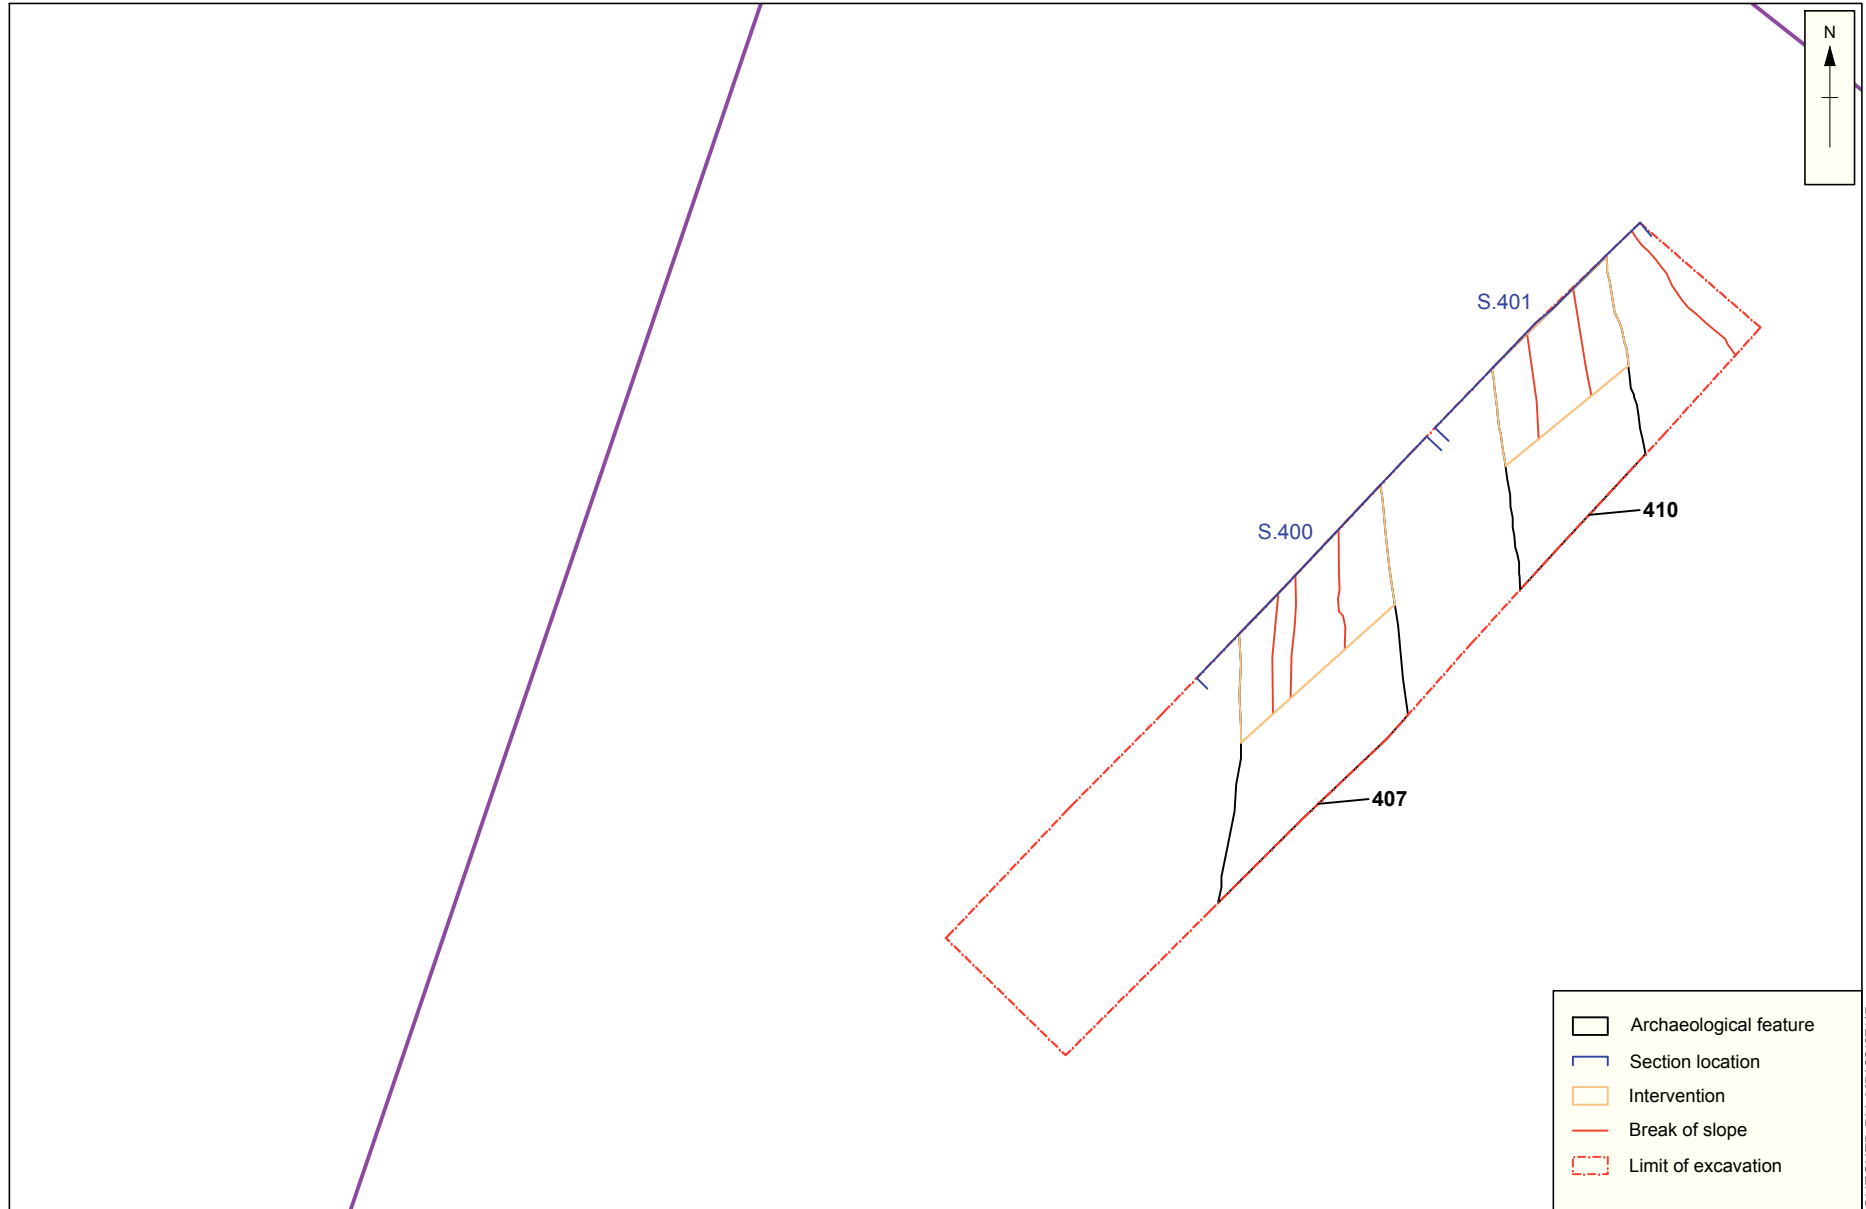 N
S.401
410
S.400
407
Archaeological feature
Section location
Intervention
Break of slope
Limit of excavation